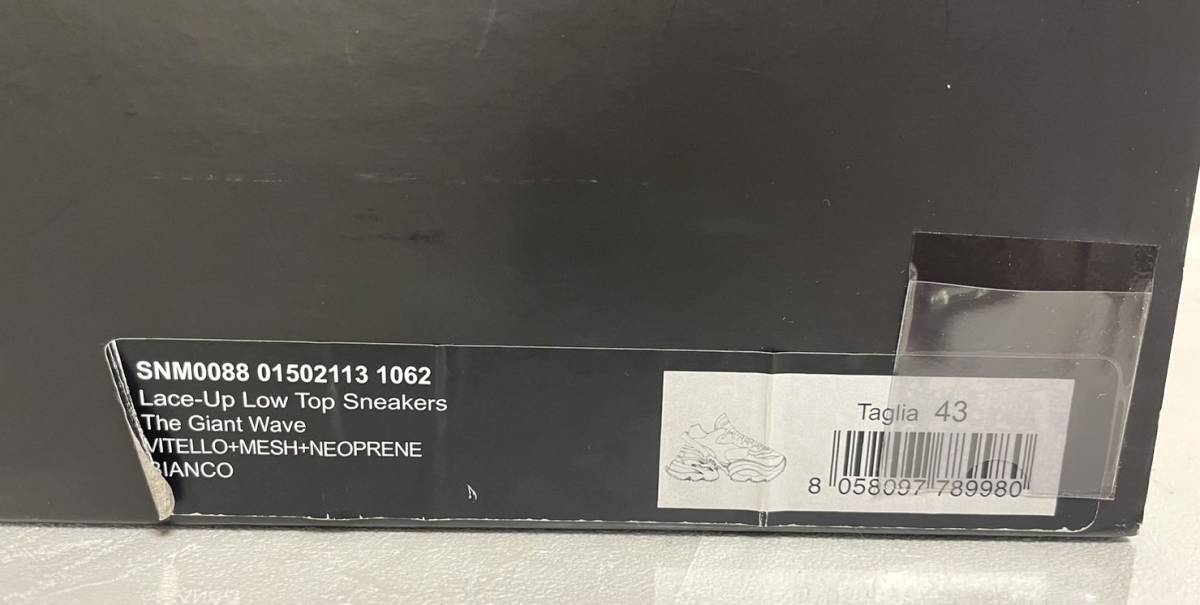 SNM0088 01502113 1062
Lace-Up Low Top Sneakers
The Giant Wave
VITELLO+MESH+NEOPRENE
BIANCO
Taglia 43
8 058097 789980